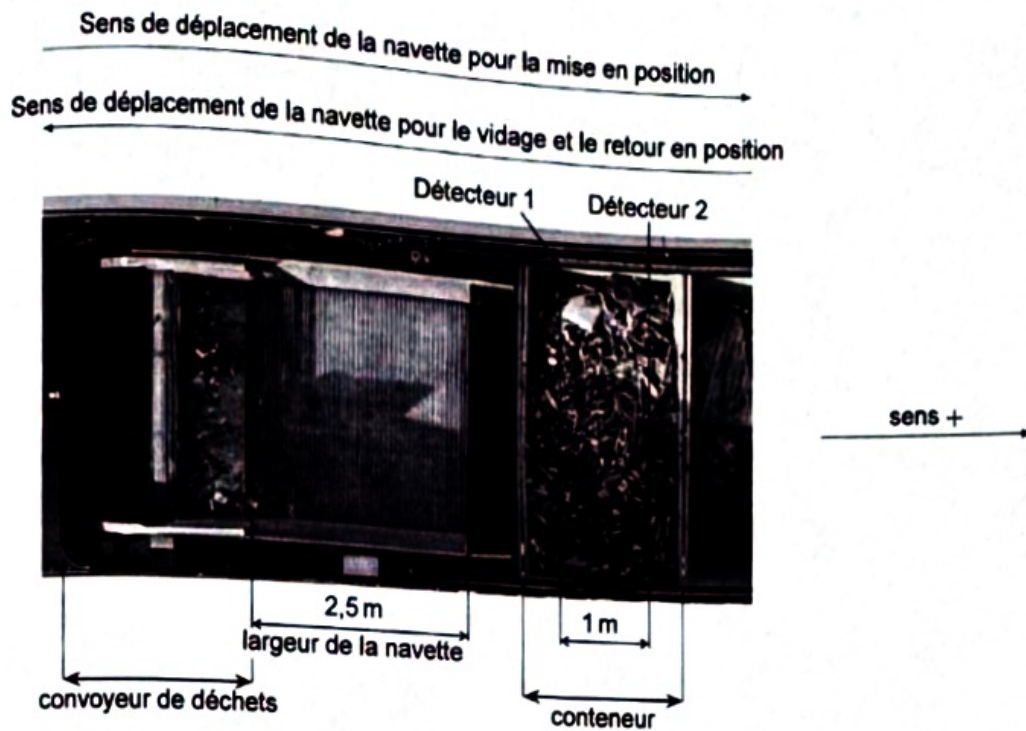 Sens de déplacement de la navette pour la mise en position
Sens de déplacement de la navette pour le vidage et le retour en position
Détecteur 1
Détecteur 2
sens +
2,5 m
largeur de la navette
1 m
convoyeur de déchets
conteneur